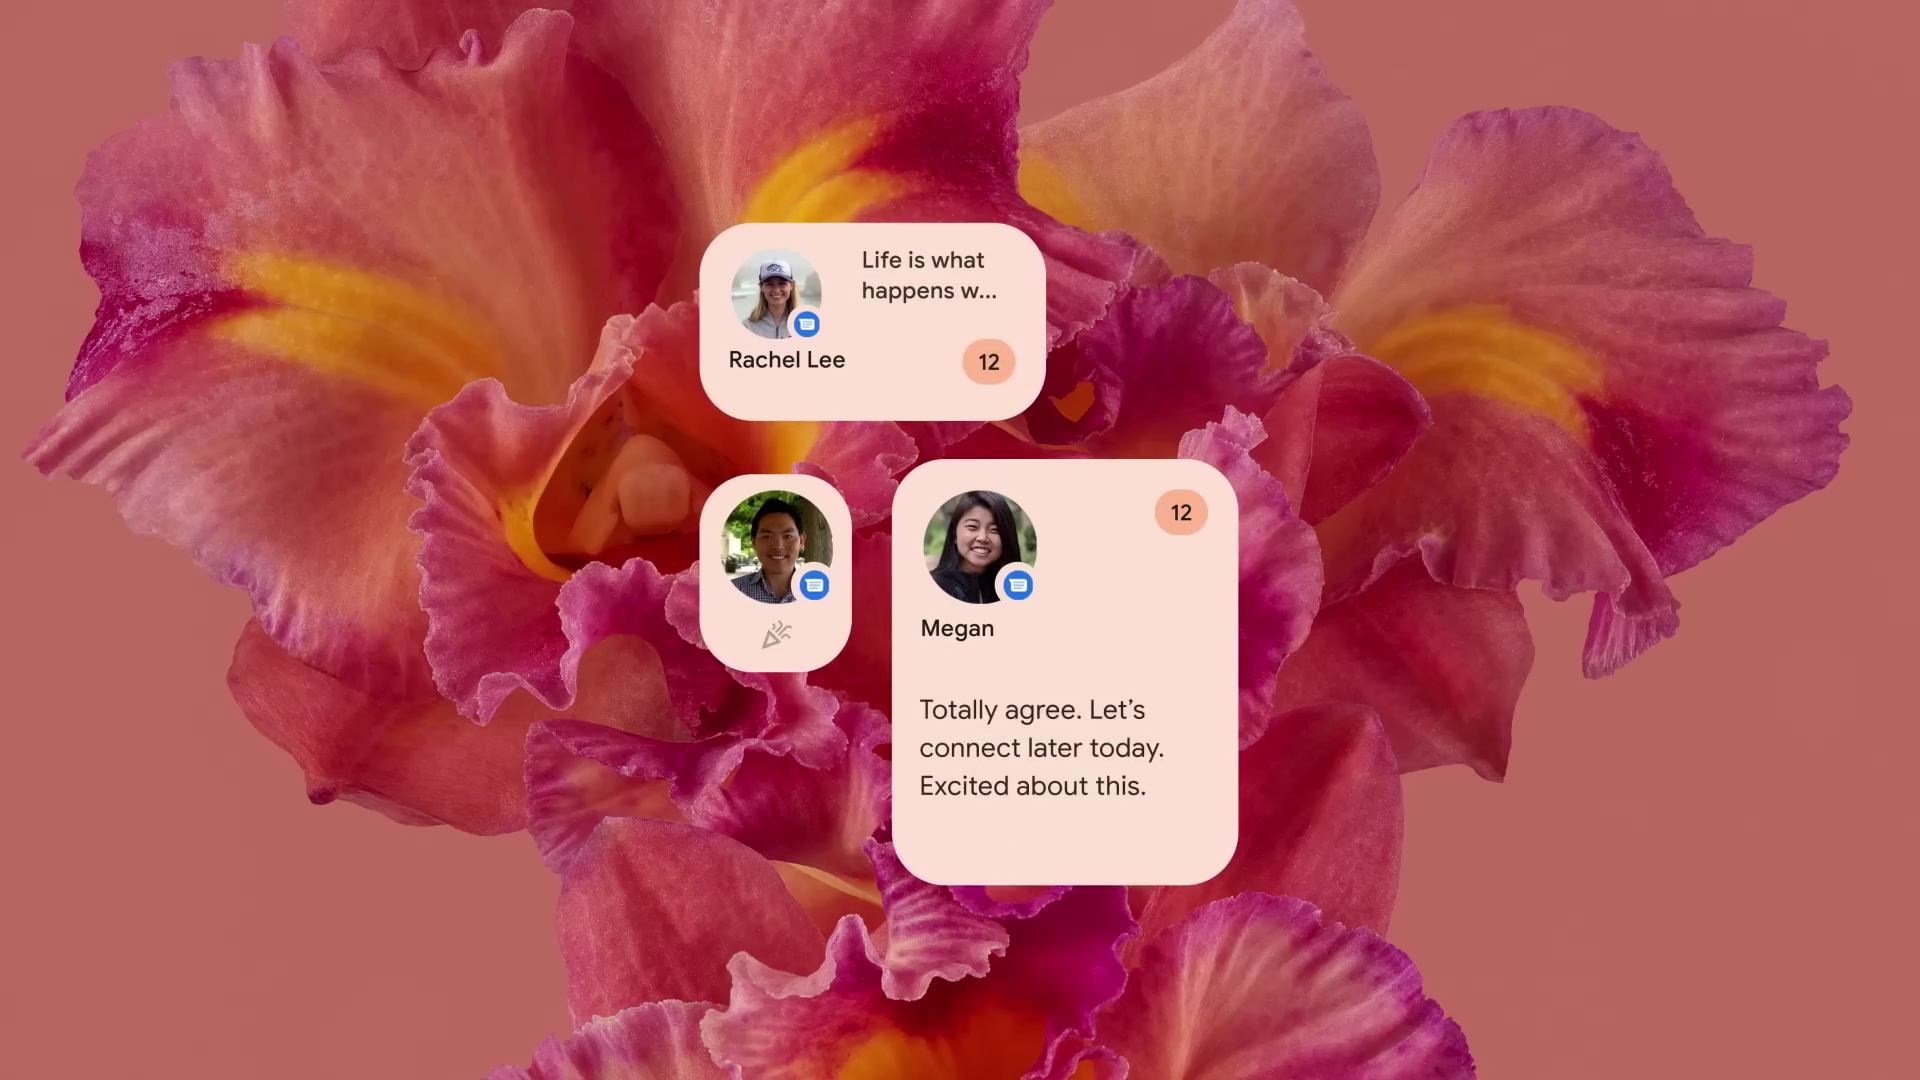 Life is what
happens w...
Rachel Lee
12
12
Megan
Totally agree. Let’s
connect later today.
Excited about this.